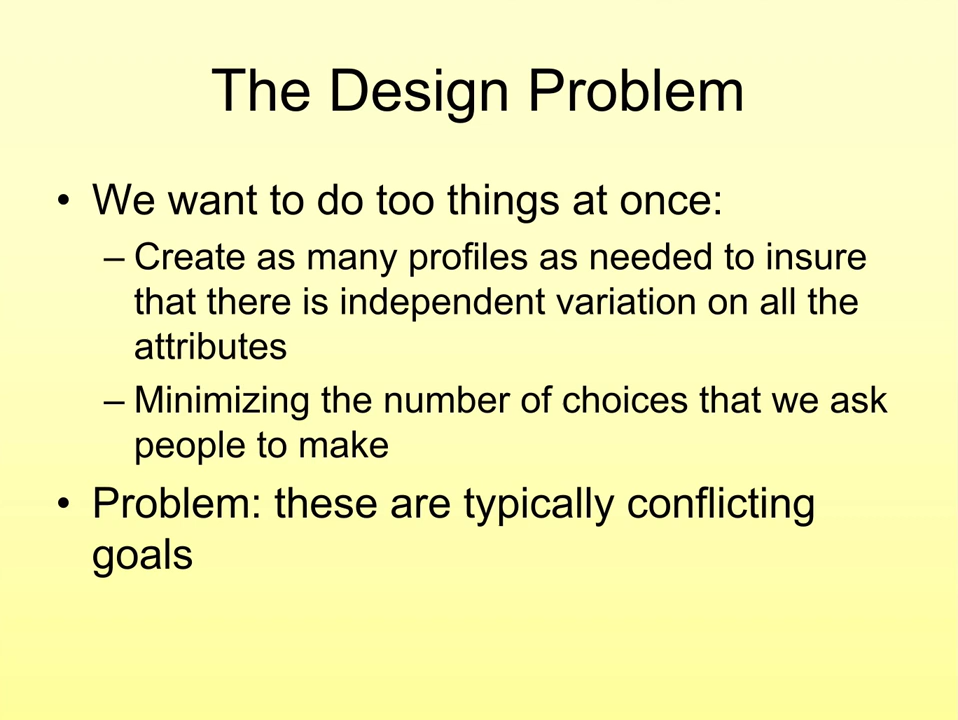 The Design Problem
• We want to do too things at once:
– Create as many profiles as needed to insure
that there is independent variation on all the
attributes
– Minimizing the number of choices that we ask
people to make
• Problem: these are typically conflicting
goals